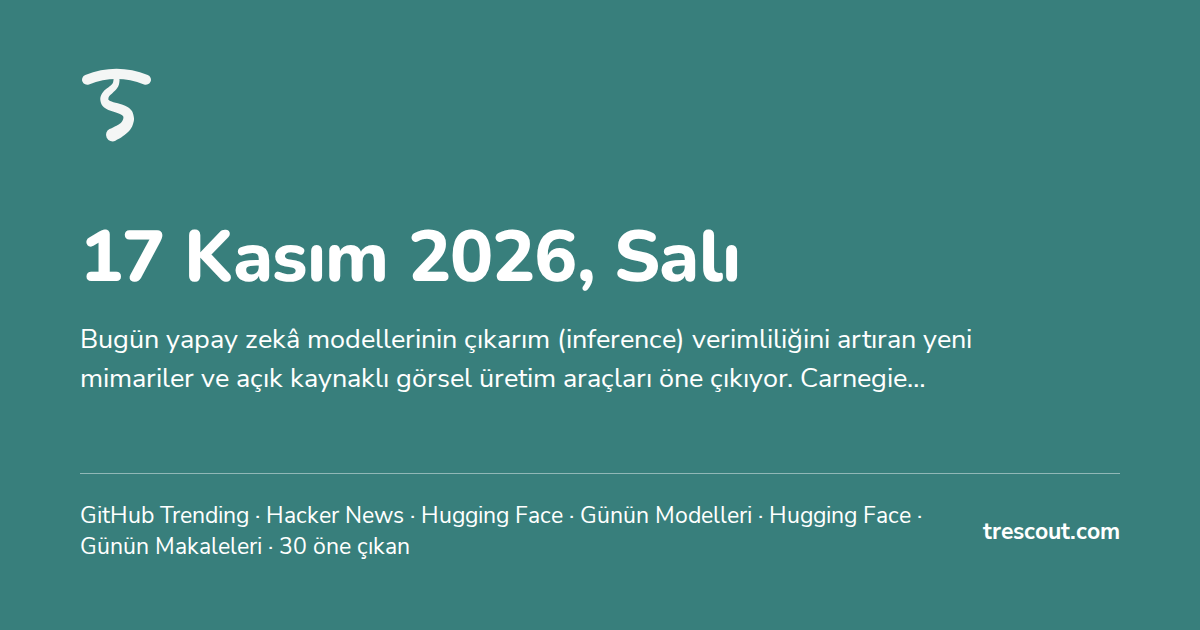 17 Kasım 2026, Salı
Bugün yapay zekâ modellerinin çıkarım (inference) verimliliğini artıran yeni
mimariler ve açık kaynaklı görsel üretim araçları öne çıkıyor. Carnegie...
GitHub Trending · Hacker News · Hugging Face · Günün Modelleri · Hugging Face ·
Günün Makaleleri · 30 öne çıkan
trescout.com